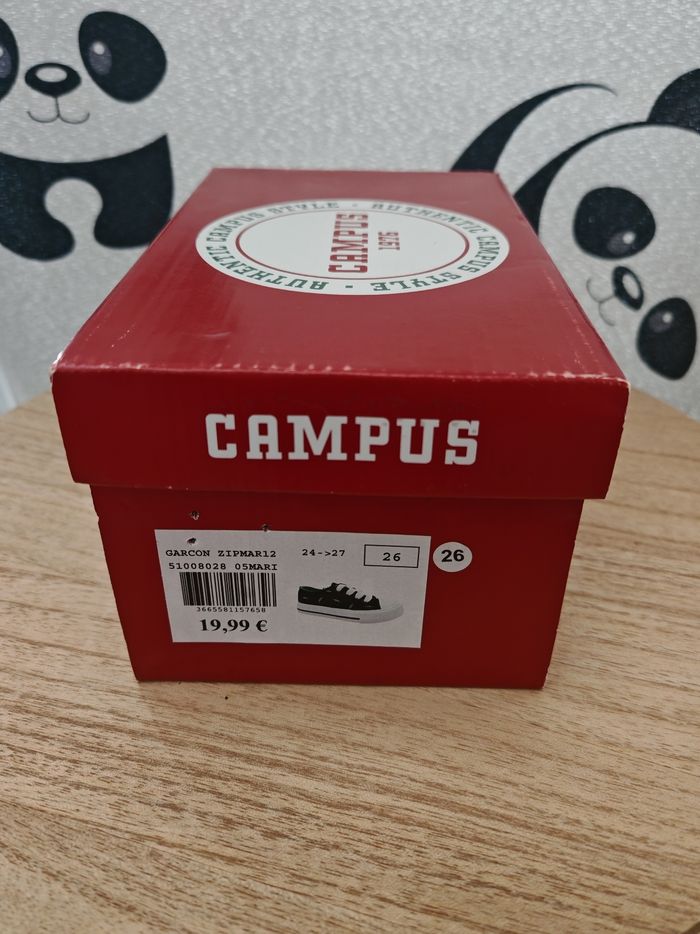 AUTHENTIC CAMPUS STYLE · AUTHENTIC CAMPUS STYLE ·
CAMPUS
1976
CAMPUS
GARCON ZIPMAR12 24->27 26
51008028 05MARI
3665581157658
19,99 €
26